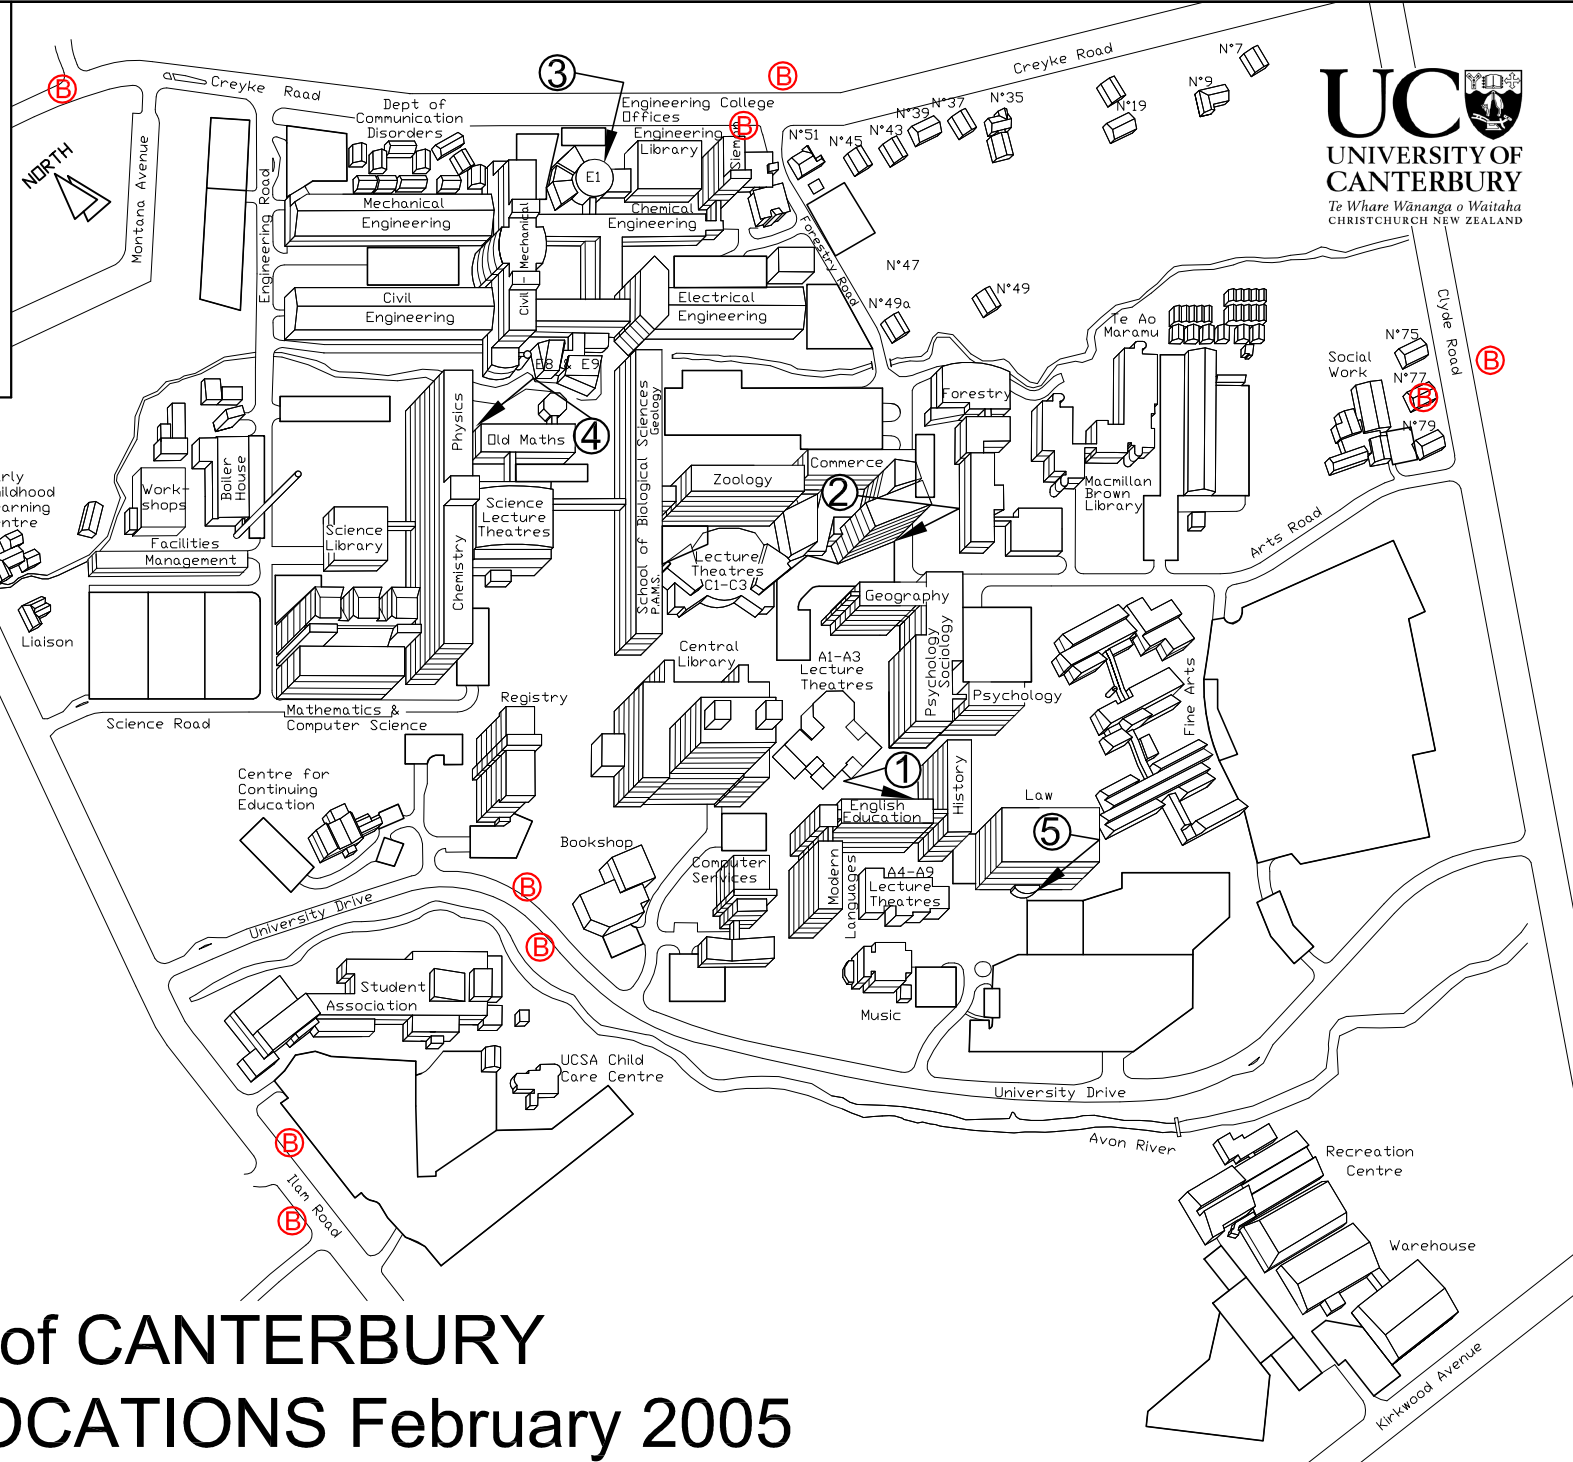 B
B
3
Creyke Road
N°7
UC
UNIVERSITY OF
CANTERBURY
Te Whare Wānanga o Waitaha
CHRISTCHURCH NEW ZEALAND
Creyke Road
Dept of
Communication
Disorders
Engineering College
Offices
Engineering
Library
B
Siemon
N°51
N°45
N°43
N°39
N°37
N°35
N°19
N°9
NORTH
Montana Avenue
Engineering Road
E1
Mechanical
Engineering
Chemical
Engineering
Civil - Mechanical
Forestry Road
N°47
N°49
N°49a
Civil
Engineering
Electrical
Engineering
Te Ao
Maramu
Clyde Road
N°75
B
Social
Work
N°77
B
N°79
E8 & E9
Forestry
Physics
Old Maths
4
School of Biological Sciences
Geology
P.A.M.S.
Zoology
Commerce
2
Macmillan
Brown
Library
Arts Road
Boiler
House
Work-
shops
Science
Library
Science
Lecture
Theatres
Chemistry
Facilities
Management
Lecture
Theatres
C1-C3
Geography
Liaison
Central
Library
A1-A3
Lecture
Theatres
Psychology
Sociology
Psychology
Fine Arts
Registry
Mathematics &
Computer Science
Science Road
Centre for
Continuing
Education
1
History
English
Education
Law
5
Bookshop
Computer
Services
Modern
Languages
A4-A9
Lecture
Theatres
B
University Drive
B
Student
Association
Music
UCSA Child
Care Centre
University Drive
Avon River
B
Ilam Road
B
Recreation
Centre
Warehouse
Kirkwood Avenue
of CANTERBURY
OCATIONS February 2005